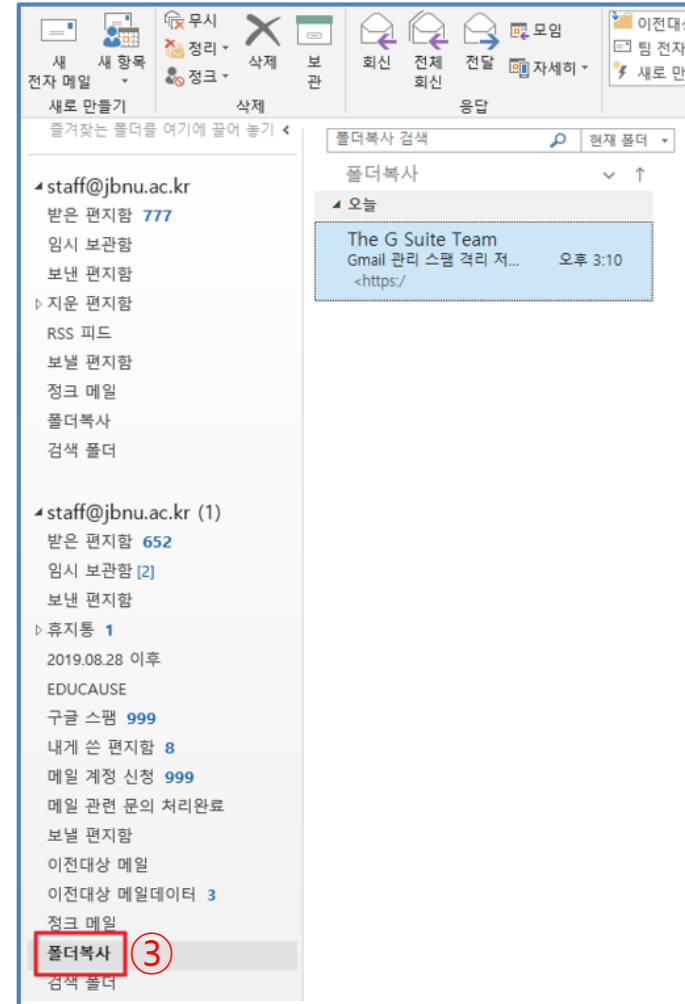 새
전자 메일
새 항목
새로 만들기
무시
정리
정크
삭제
보
관
삭제
회신
전체
회신
전달
모임
자세히
응답
이전대상
팀 전자
새로 만
즐겨찾는 폴더를 여기에 끌어 놓기
staff@jbnu.ac.kr
받은 편지함 777
임시 보관함
보낸 편지함
지운 편지함
RSS 피드
보낼 편지함
정크 메일
폴더복사
검색 폴더
staff@jbnu.ac.kr (1)
받은 편지함 652
임시 보관함 [2]
보낸 편지함
휴지통 1
2019.08.28 이후
EDUCAUSE
구글 스팸 999
내게 쓴 편지함 8
메일 계정 신청 999
메일 관련 문의 처리완료
보낼 편지함
이전대상 메일
이전대상 메일데이터 3
정크 메일
폴더복사 ③
검색 폴더
폴더복사 검색 현재 폴더
폴더복사
오늘
The G Suite Team
Gmail 관리 스팸 격리 저... 오후 3:10
<https:/